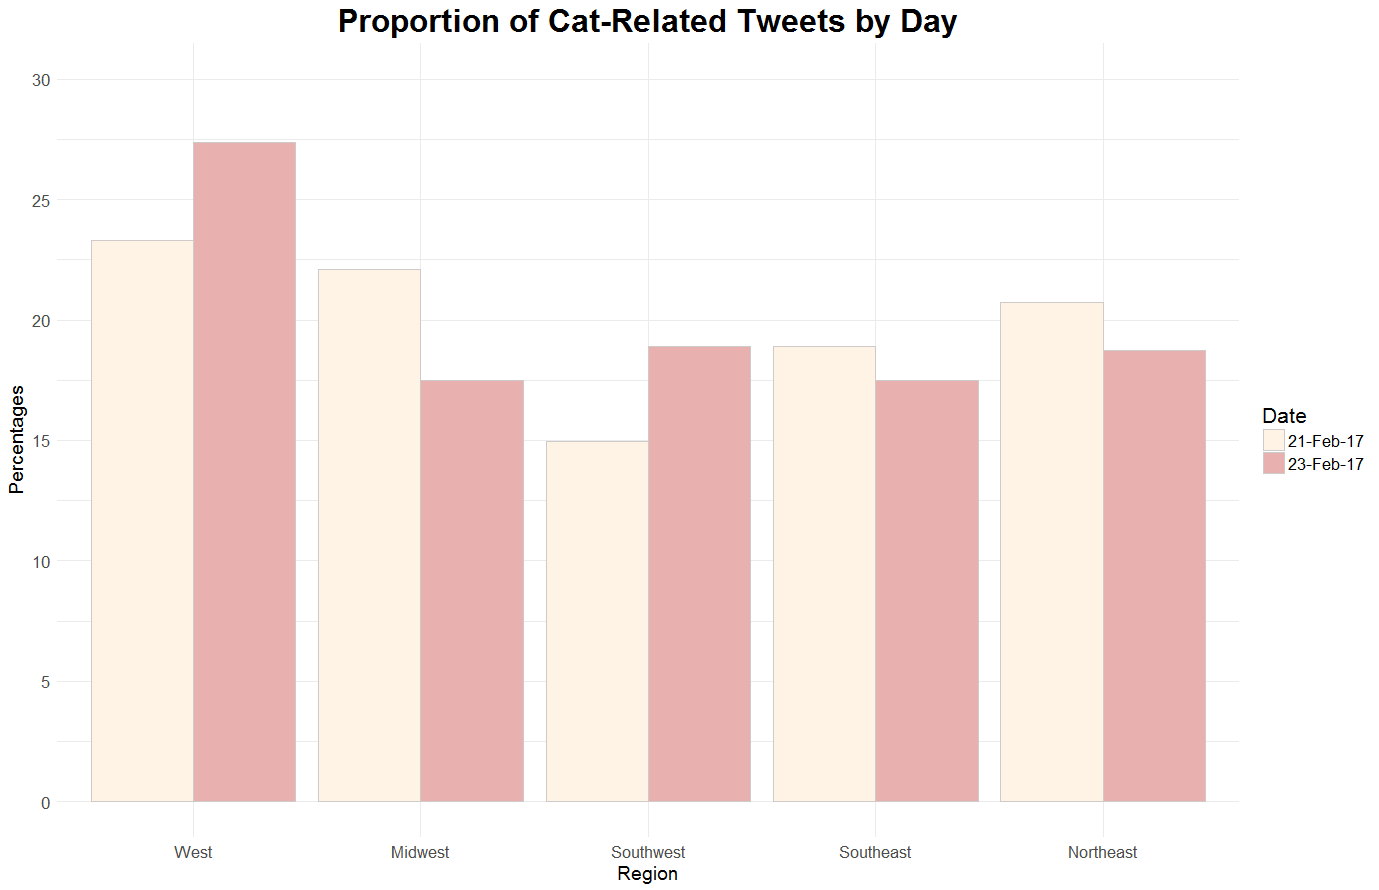 Proportion of Cat-Related Tweets by Day
30
25
20
15
10
5
0
Percentages
West Midwest Southwest Southeast Northeast
Region
Date
21-Feb-17
23-Feb-17